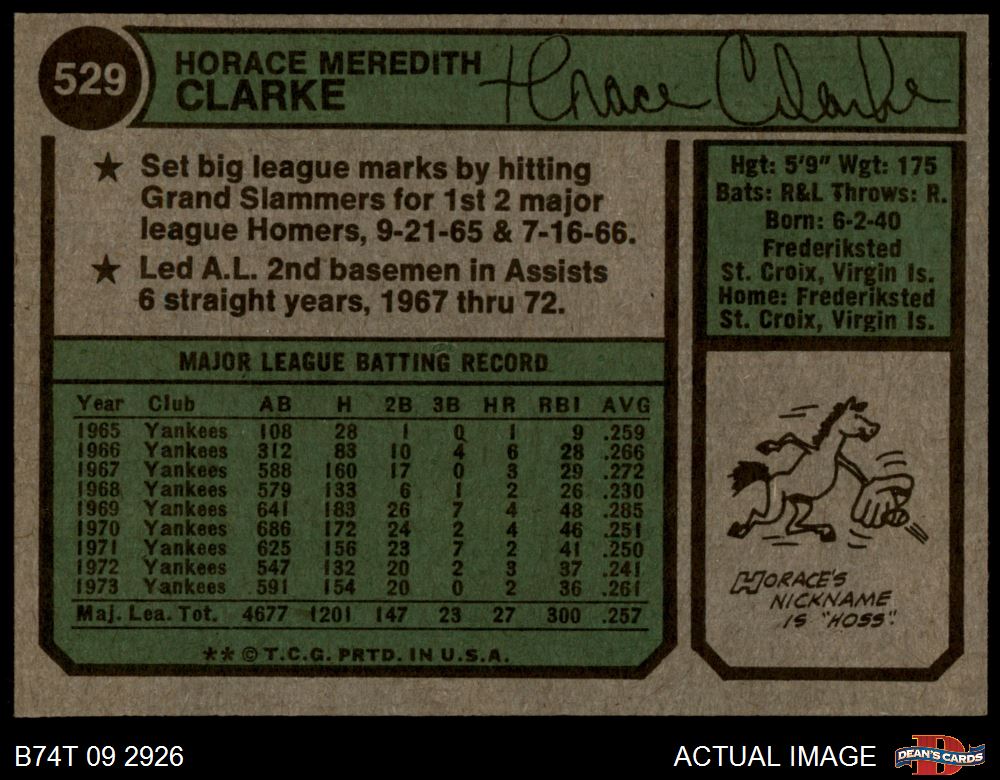 529
HORACE MEREDITH
CLARKE
Horace Clarke
★ Set big league marks by hitting
Grand Slammers for 1st 2 major
league Homers, 9-21-65 & 7-16-66.
★ Led A.L. 2nd basemen in Assists
6 straight years, 1967 thru 72.
Hgt: 5'9" Wgt: 175
Bats: R&L Throws: R.
Born: 6-2-40
Frederiksted
St. Croix, Virgin Is.
Home: Frederiksted
St. Croix, Virgin Is.
MAJOR LEAGUE BATTING RECORD
Year Club AB H 2B 3B HR RBI AVG
1965 Yankees 108 28 1 0 1 9 .259
1966 Yankees 312 83 10 4 6 28 .266
1967 Yankees 588 160 17 0 3 29 .272
1968 Yankees 579 133 6 1 2 26 .230
1969 Yankees 641 183 26 7 4 48 .285
1970 Yankees 686 172 24 2 4 46 .251
1971 Yankees 625 156 23 7 2 41 .250
1972 Yankees 547 132 20 2 3 37 .241
1973 Yankees 591 154 20 0 2 36 .261
Maj. Lea. Tot. 4677 1201 147 23 27 300 .257
** © T.C.G. PRTD. IN U.S.A.
HORACE'S
NICKNAME
IS "HOSS".
B74T 09 2926
ACTUAL IMAGE
D
DEAN'S CARDS